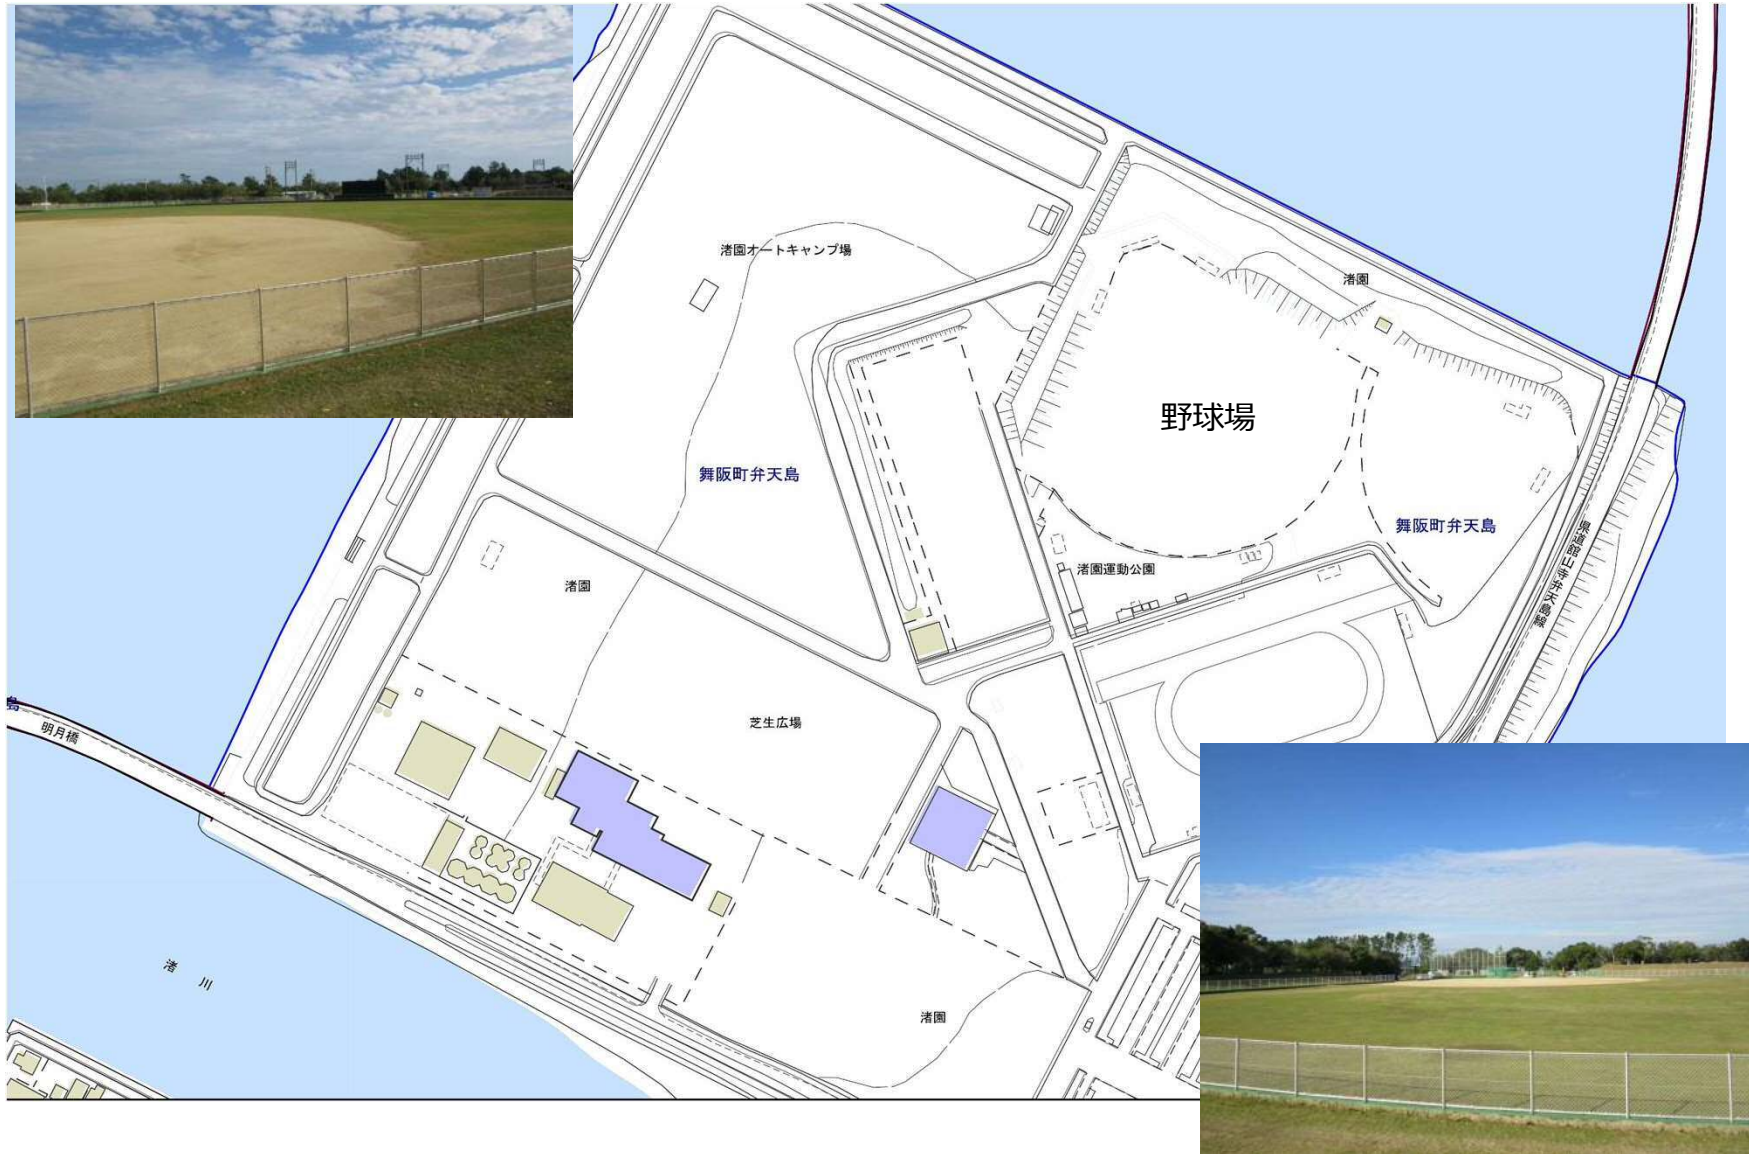 渚園オートキャンプ場
渚園
野球場
舞阪町弁天島
舞阪町弁天島
県道舘山寺弁天島線
渚園運動公園
渚園
島
明月橋
芝生広場
渚川
渚園